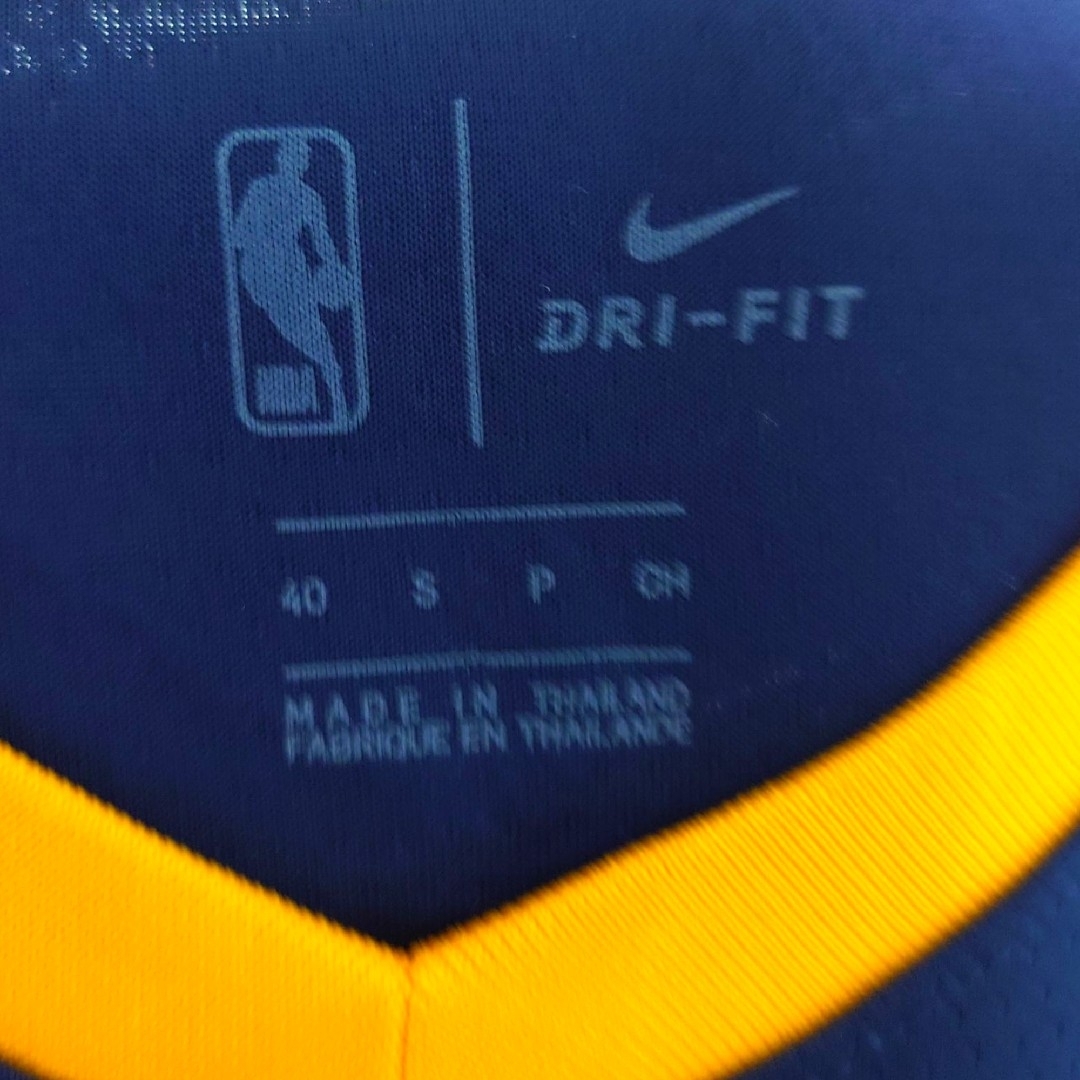 DRI-FIT
40 S P CH
MADE IN THAILAND
FABRIQUE EN THAILANDE